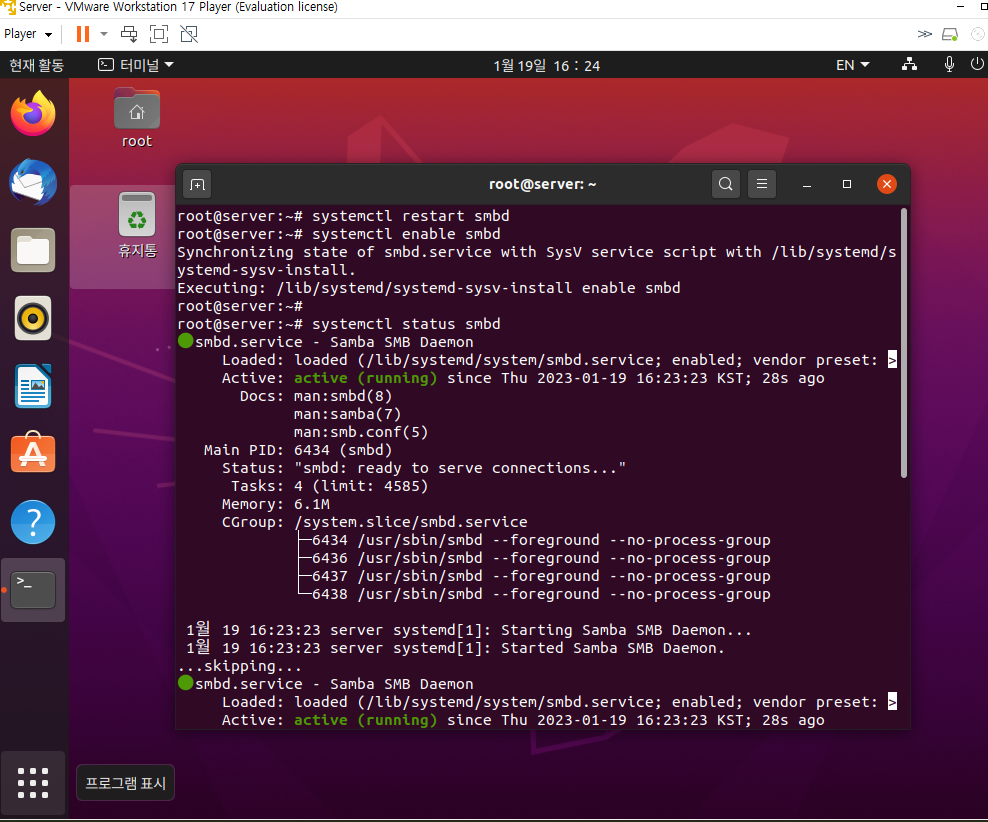 Server - VMware Workstation 17 Player (Evaluation license)
Player
현재 활동
터미널
1월 19일 16 : 24
EN
root
휴지통
root@server: ~
root@server:~# systemctl restart smbd
root@server:~# systemctl enable smbd
Synchronizing state of smbd.service with SysV service script with /lib/systemd/s
ystemd-sysv-install.
Executing: /lib/systemd/systemd-sysv-install enable smbd
root@server:~#
root@server:~# systemctl status smbd
smbd.service - Samba SMB Daemon
Loaded: loaded (/lib/systemd/system/smbd.service; enabled; vendor preset: >
Active: active (running) since Thu 2023-01-19 16:23:23 KST; 28s ago
Docs: man:smbd(8)
man:samba(7)
man:smb.conf(5)
Main PID: 6434 (smbd)
Status: "smbd: ready to serve connections..."
Tasks: 4 (limit: 4585)
Memory: 6.1M
CGroup: /system.slice/smbd.service
├─6434 /usr/sbin/smbd --foreground --no-process-group
├─6436 /usr/sbin/smbd --foreground --no-process-group
├─6437 /usr/sbin/smbd --foreground --no-process-group
└─6438 /usr/sbin/smbd --foreground --no-process-group
1월 19 16:23:23 server systemd[1]: Starting Samba SMB Daemon...
1월 19 16:23:23 server systemd[1]: Started Samba SMB Daemon.
...skipping...
smbd.service - Samba SMB Daemon
Loaded: loaded (/lib/systemd/system/smbd.service; enabled; vendor preset: >
Active: active (running) since Thu 2023-01-19 16:23:23 KST; 28s ago
프로그램 표시